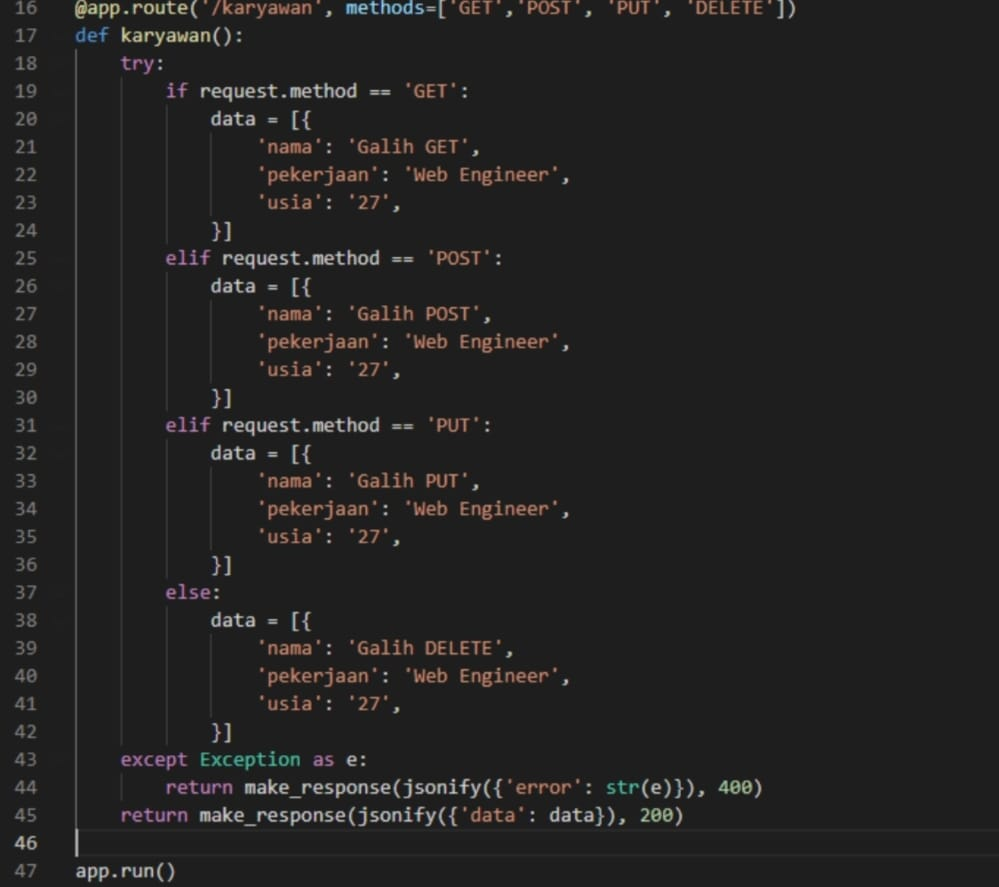 16 @app.route('/karyawan', methods=['GET','POST', 'PUT', 'DELETE'])
17 def karyawan():
18     try:
19         if request.method == 'GET':
20             data = [{
21                 'nama': 'Galih GET',
22                 'pekerjaan': 'Web Engineer',
23                 'usia': '27',
24             }]
25         elif request.method == 'POST':
26             data = [{
27                 'nama': 'Galih POST',
28                 'pekerjaan': 'Web Engineer',
29                 'usia': '27',
30             }]
31         elif request.method == 'PUT':
32             data = [{
33                 'nama': 'Galih PUT',
34                 'pekerjaan': 'Web Engineer',
35                 'usia': '27',
36             }]
37         else:
38             data = [{
39                 'nama': 'Galih DELETE',
40                 'pekerjaan': 'Web Engineer',
41                 'usia': '27',
42             }]
43     except Exception as e:
44         return make_response(jsonify({'error': str(e)}), 400)
45     return make_response(jsonify({'data': data}), 200)
46
47 app.run()